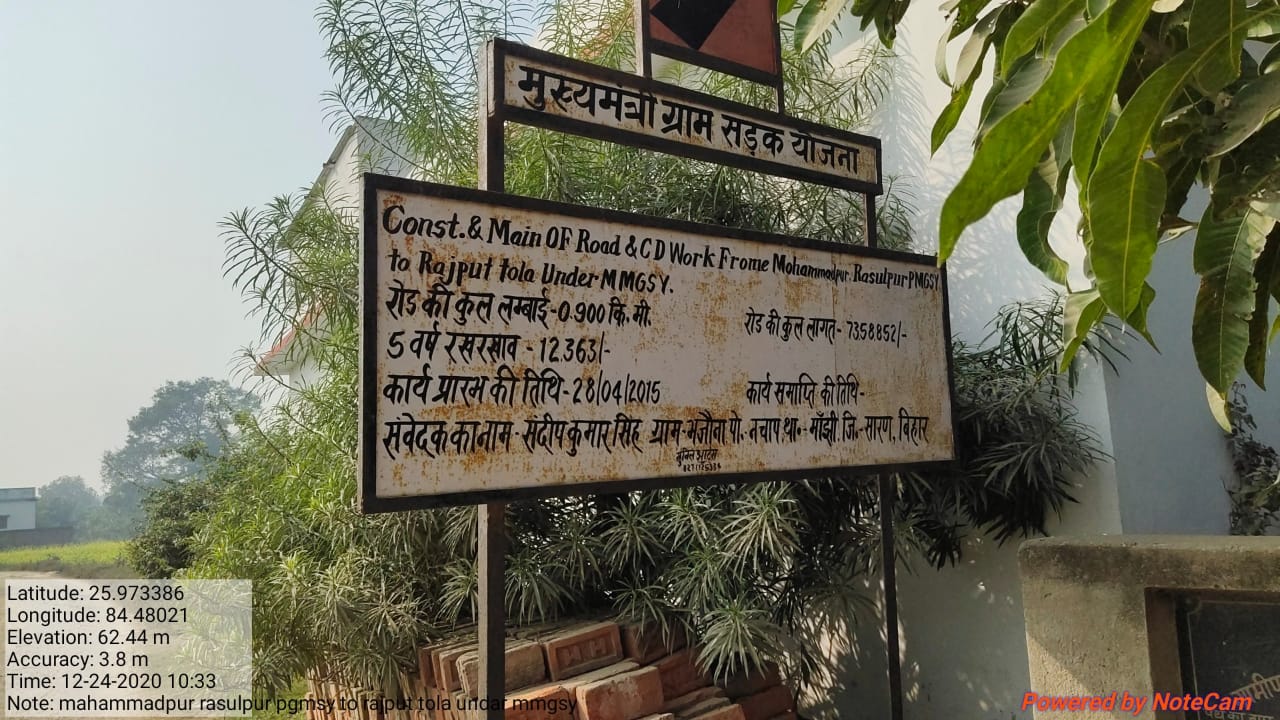 मुख्यमंत्री ग्राम सड़क योजना
Const.& Main OF Road & C D Work Frome Mohammadpur. Rasulpur PMGSY
to Rajput tola Under MMGSY.
रोड की कुल लम्बाई-0.900 कि. मी.
रोड की कुल लागत- 7358852/-
5 वर्ष रखरखाव - 12.363/-
कार्य प्रारंभ की तिथि-28/04/2015
कार्य समाप्ति की तिथि-
संवेदक का नाम - संदीप कुमार सिंह ग्राम-भजौना पो.- नचाप, था.- माँझी, जि.- सारण, बिहार
Latitude: 25.973386
Longitude: 84.48021
Elevation: 62.44 m
Accuracy: 3.8 m
Time: 12-24-2020 10:33
Note: mahammadpur rasulpur pgmsy to rajput tola undar mmgsy
Powered by NoteCam